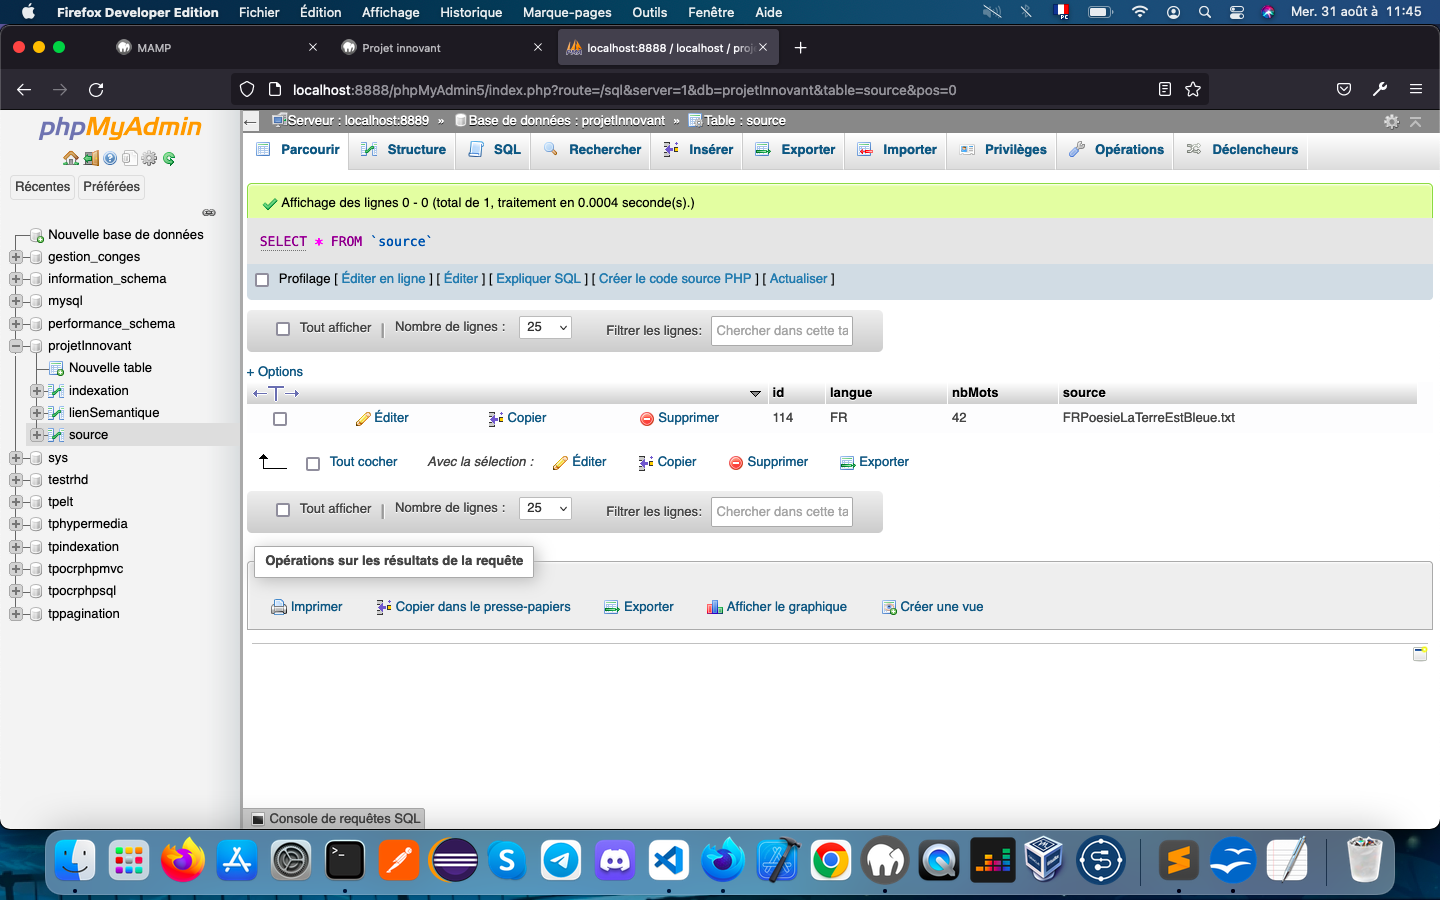 Firefox Developer Edition Fichier Édition Affichage Historique Marque-pages Outils Fenêtre Aide Mer. 31 août à 11:45
MAMP Projet innovant localhost:8888 / localhost / proj
localhost:8888/phpMyAdmin5/index.php?route=/sql&server=1&db=projetInnovant&table=source&pos=0
phpMyAdmin
Récentes Préférées
Nouvelle base de données
gestion_conges
information_schema
mysql
performance_schema
projetInnovant
Nouvelle table
indexation
lienSemantique
source
sys
testrhd
tpelt
tphypermedia
tpindexation
tpocrphpmvc
tpocrphpsql
tppagination
Serveur : localhost:8889 » Base de données : projetInnovant » Table : source
Parcourir Structure SQL Rechercher Insérer Exporter Importer Privilèges Opérations Déclencheurs
Affichage des lignes 0 - 0 (total de 1, traitement en 0.0004 seconde(s).)
SELECT * FROM `source`
Profilage [ Éditer en ligne ] [ Éditer ] [ Expliquer SQL ] [ Créer le code source PHP ] [ Actualiser ]
Tout afficher | Nombre de lignes : 25 Filtrer les lignes: Chercher dans cette ta
+ Options
←T→ id langue nbMots source
Éditer Copier Supprimer 114 FR 42 FRPoesieLaTerreEstBleue.txt
Tout cocher Avec la sélection : Éditer Copier Supprimer Exporter
Tout afficher | Nombre de lignes : 25 Filtrer les lignes: Chercher dans cette ta
Opérations sur les résultats de la requête
Imprimer Copier dans le presse-papiers Exporter Afficher le graphique Créer une vue
Console de requêtes SQL